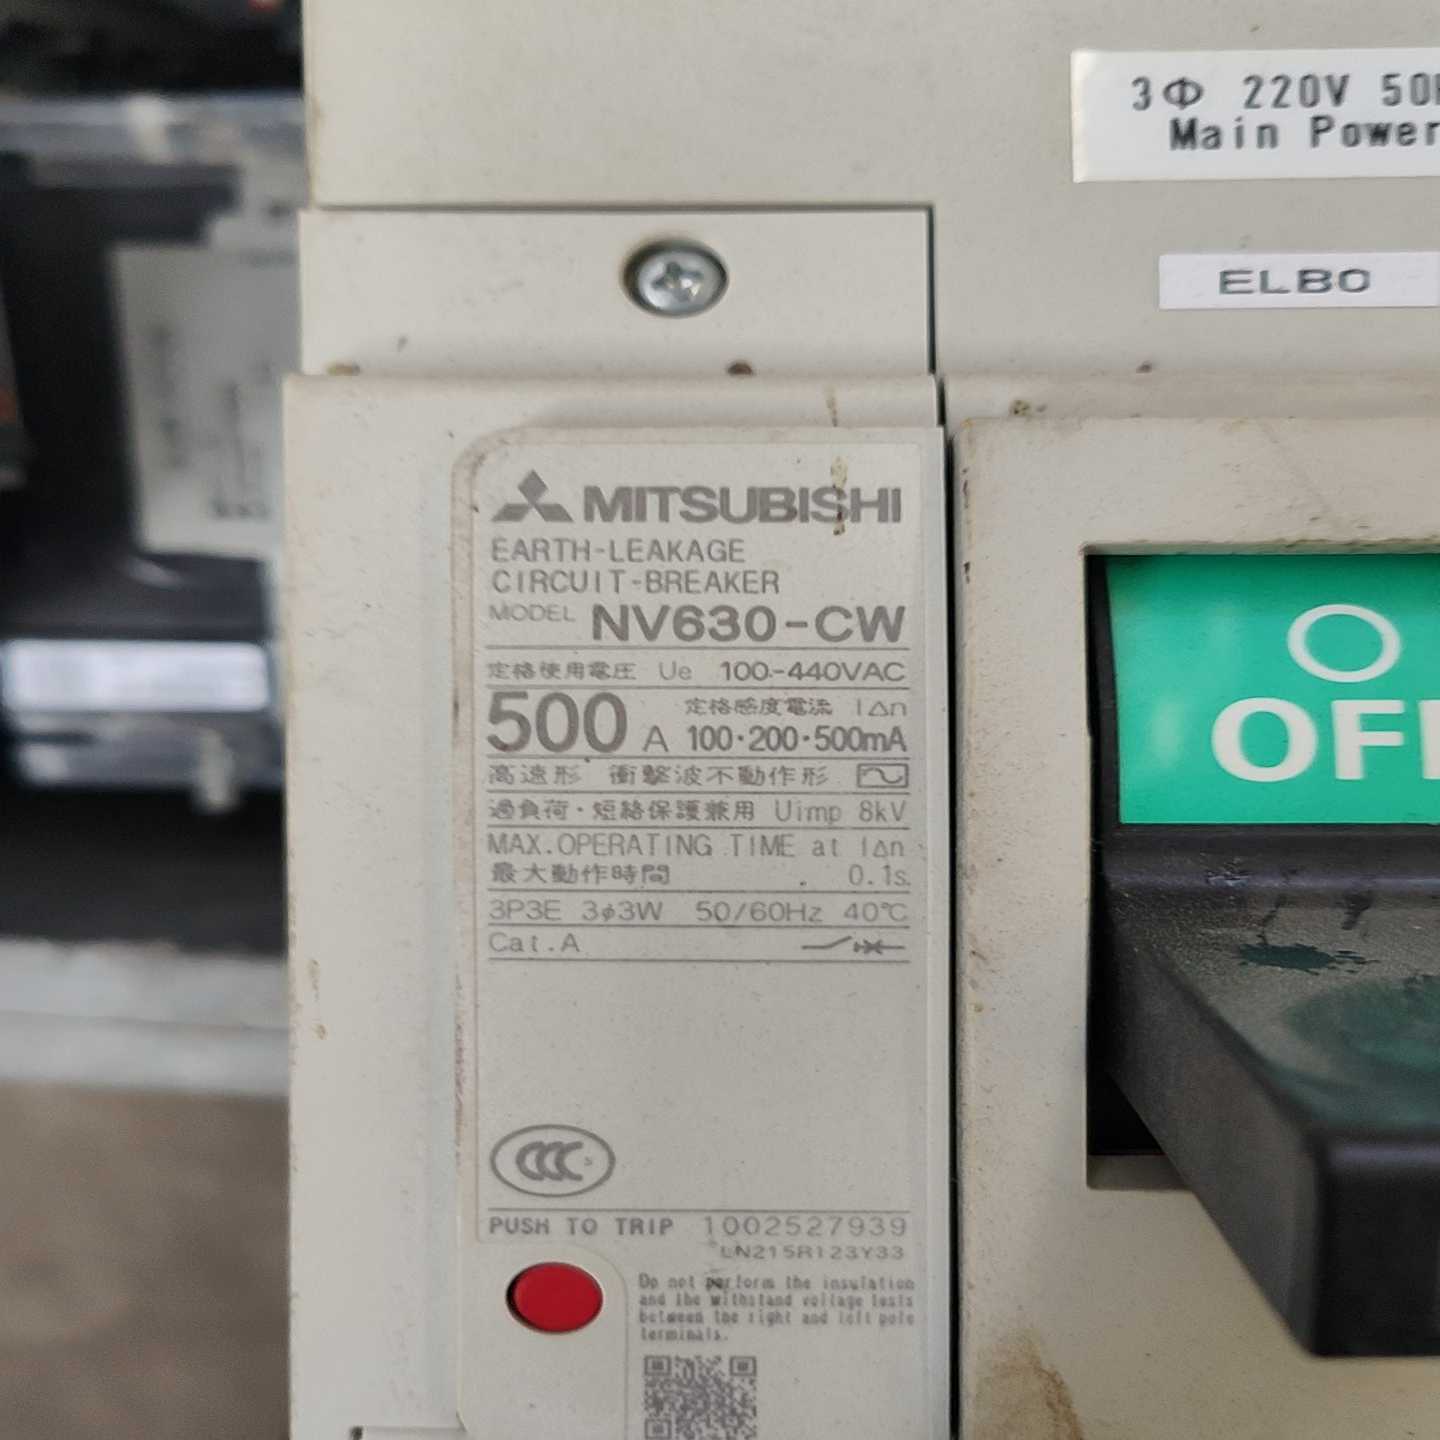 3Φ 220V 50
Main Power
ELB0
MITSUBISHI
EARTH-LEAKAGE
CIRCUIT-BREAKER
MODEL NV630-CW
定格使用電圧 Ue 100-440VAC
500 A 定格感度電流 I△n
100·200·500mA
高速形 衝撃波不動作形
過負荷·短絡保護兼用 Uimp 8kV
MAX.OPERATING TIME at I△n
最大動作時間 0.1s
3P3E 3φ3W 50/60Hz 40℃
Cat.A
CCC S
PUSH TO TRIP 1002527939
LN215R123Y33
Do not perform the insulation
and the withstand voltage tests
between the right and left pole
terminals.
OFF